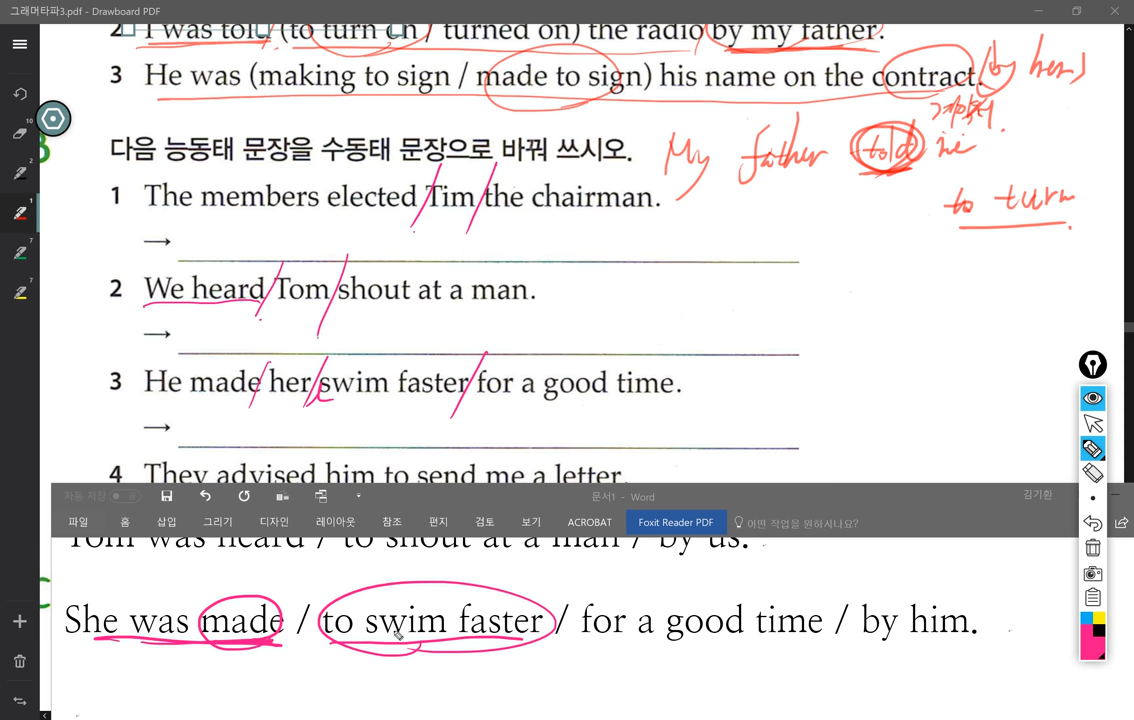 그래머타파3.pdf - Drawboard PDF
2 I was told (to turn on / turned on) the radio by my father.
3 He was (making to sign / made to sign) his name on the contract. (by her)
계약서.
다음 능동태 문장을 수동태 문장으로 바꿔 쓰시오.
My father told me
to turn
1 The members elected Tim the chairman.
→
2 We heard Tom shout at a man.
→
3 He made her swim faster for a good time.
→
4 They advised him to send me a letter.
자동 저장 문서1 - Word 김기환
파일 홈 삽입 그리기 디자인 레이아웃 참조 편지 검토 보기 ACROBAT Foxit Reader PDF 어떤 작업을 원하시나요?
Tom was heard / to shout at a man / by us.
She was made / to swim faster / for a good time / by him.
10
2
1
7
7